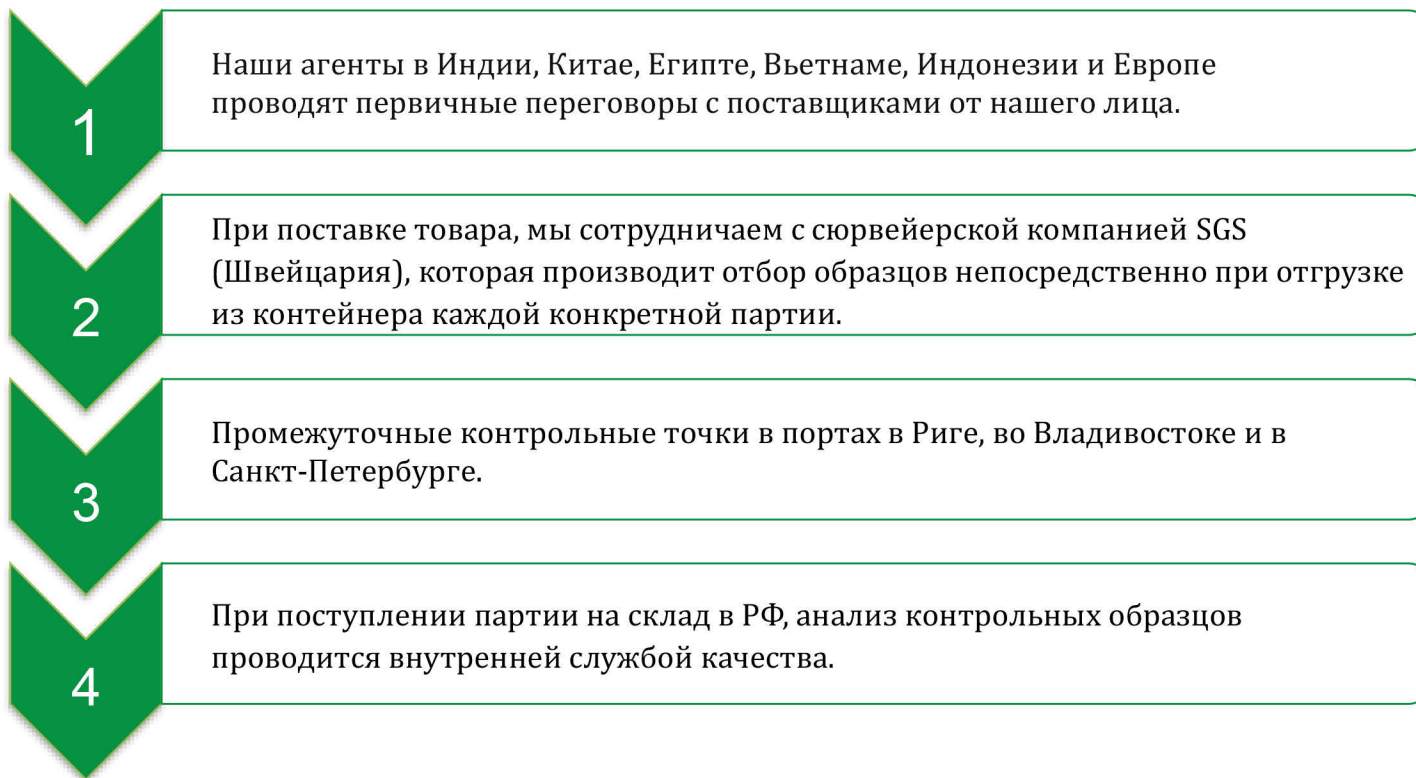 1
Наши агенты в Индии, Китае, Египте, Вьетнаме, Индонезии и Европе
проводят первичные переговоры с поставщиками от нашего лица.
2
При поставке товара, мы сотрудничаем с сюрвейерской компанией SGS
(Швейцария), которая производит отбор образцов непосредственно при отгрузке
из контейнера каждой конкретной партии.
3
Промежуточные контрольные точки в портах в Риге, во Владивостоке и в
Санкт-Петербурге.
4
При поступлении партии на склад в РФ, анализ контрольных образцов
проводится внутренней службой качества.